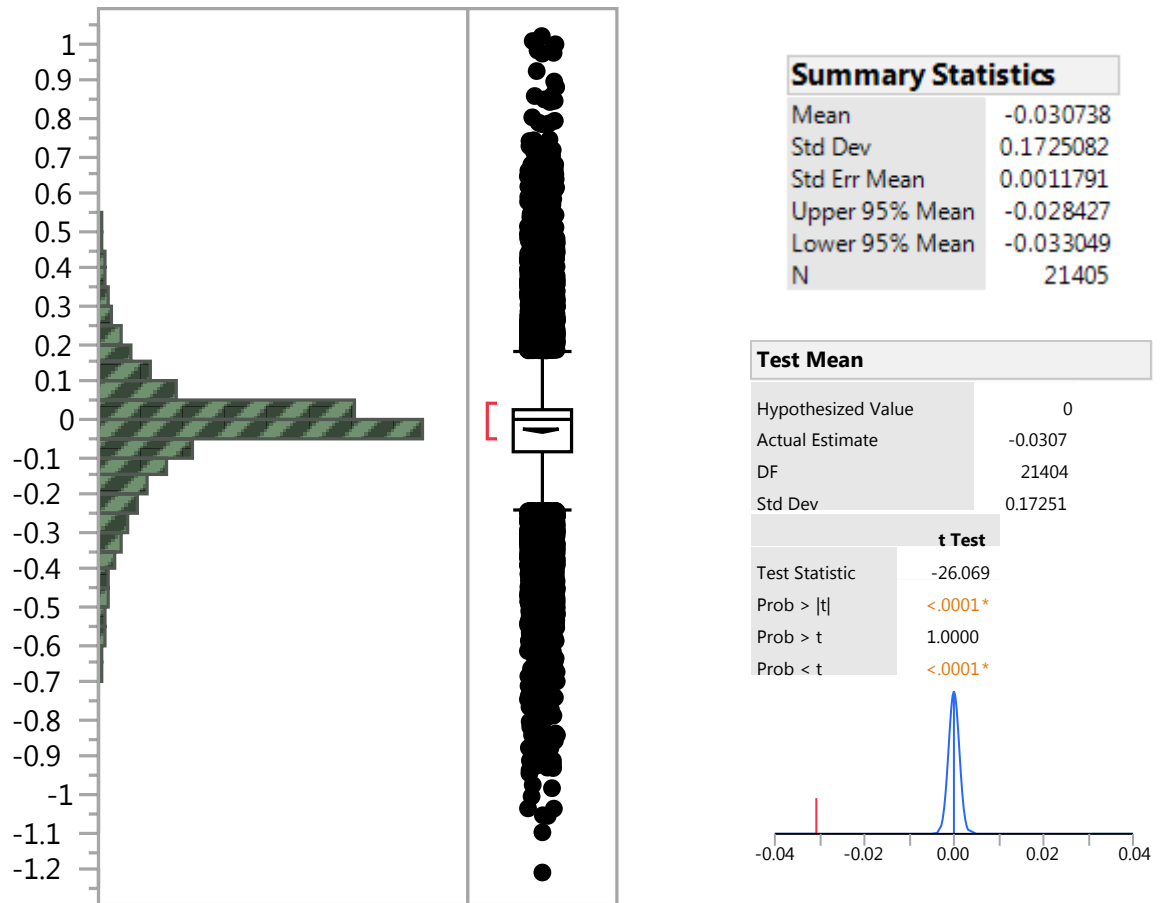 1
0.9
0.8
0.7
0.6
0.5
0.4
0.3
0.2
0.1
0
-0.1
-0.2
-0.3
-0.4
-0.5
-0.6
-0.7
-0.8
-0.9
-1
-1.1
-1.2
Summary Statistics
Mean -0.030738
Std Dev 0.1725082
Std Err Mean 0.0011791
Upper 95% Mean -0.028427
Lower 95% Mean -0.033049
N 21405
Test Mean
Hypothesized Value 0
Actual Estimate -0.0307
DF 21404
Std Dev 0.17251
t Test
Test Statistic -26.069
Prob > |t| <.0001*
Prob > t 1.0000
Prob < t <.0001*
-0.04 -0.02 0.00 0.02 0.04